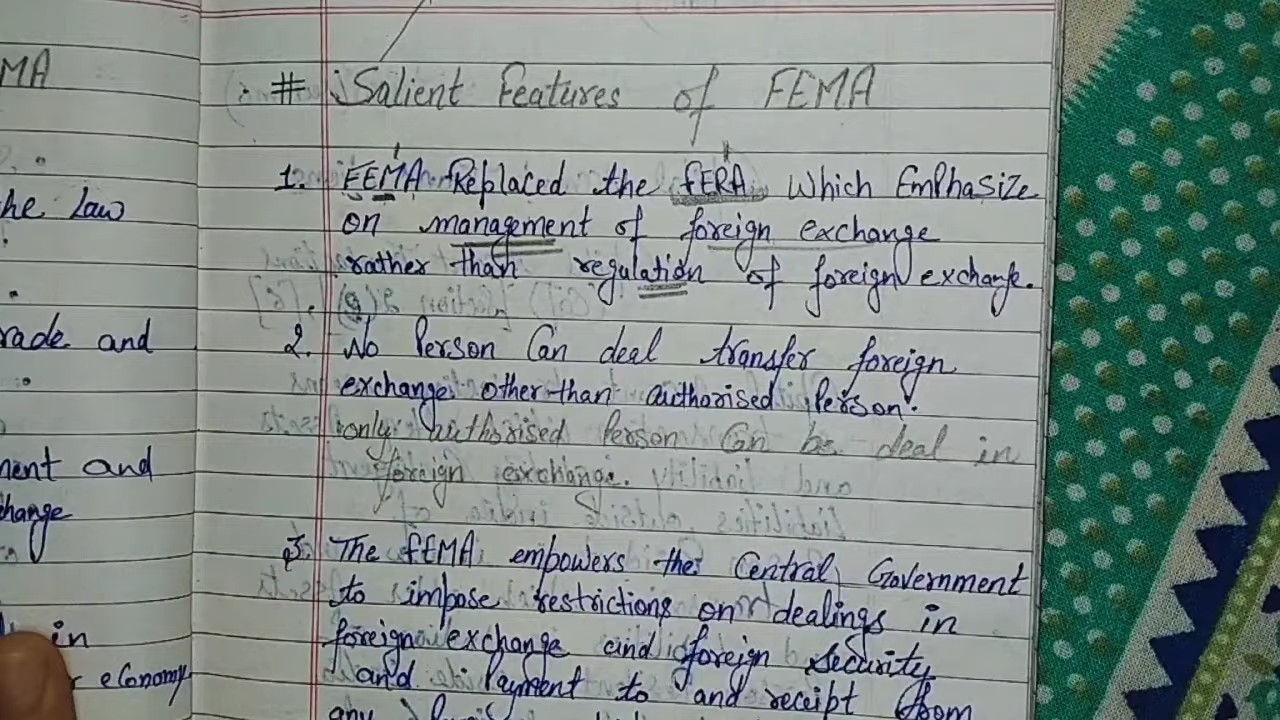 MA
he Law
rade and
ment and
change
in
economy
# Salient Features of FEMA
1. FEMA Replaced the FERA Which Emphasize
on management of foreign exchange
rather than regulation of foreign exchange.
2. No Person Can deal transfer foreign
exchange other than authorised Person.
only authorised Person Can be deal in
foreign exchange.
3. The FEMA empowers the Central Government
to impose restrictions on dealings in
foreign exchange and foreign security
and Payment to and receipt from
any